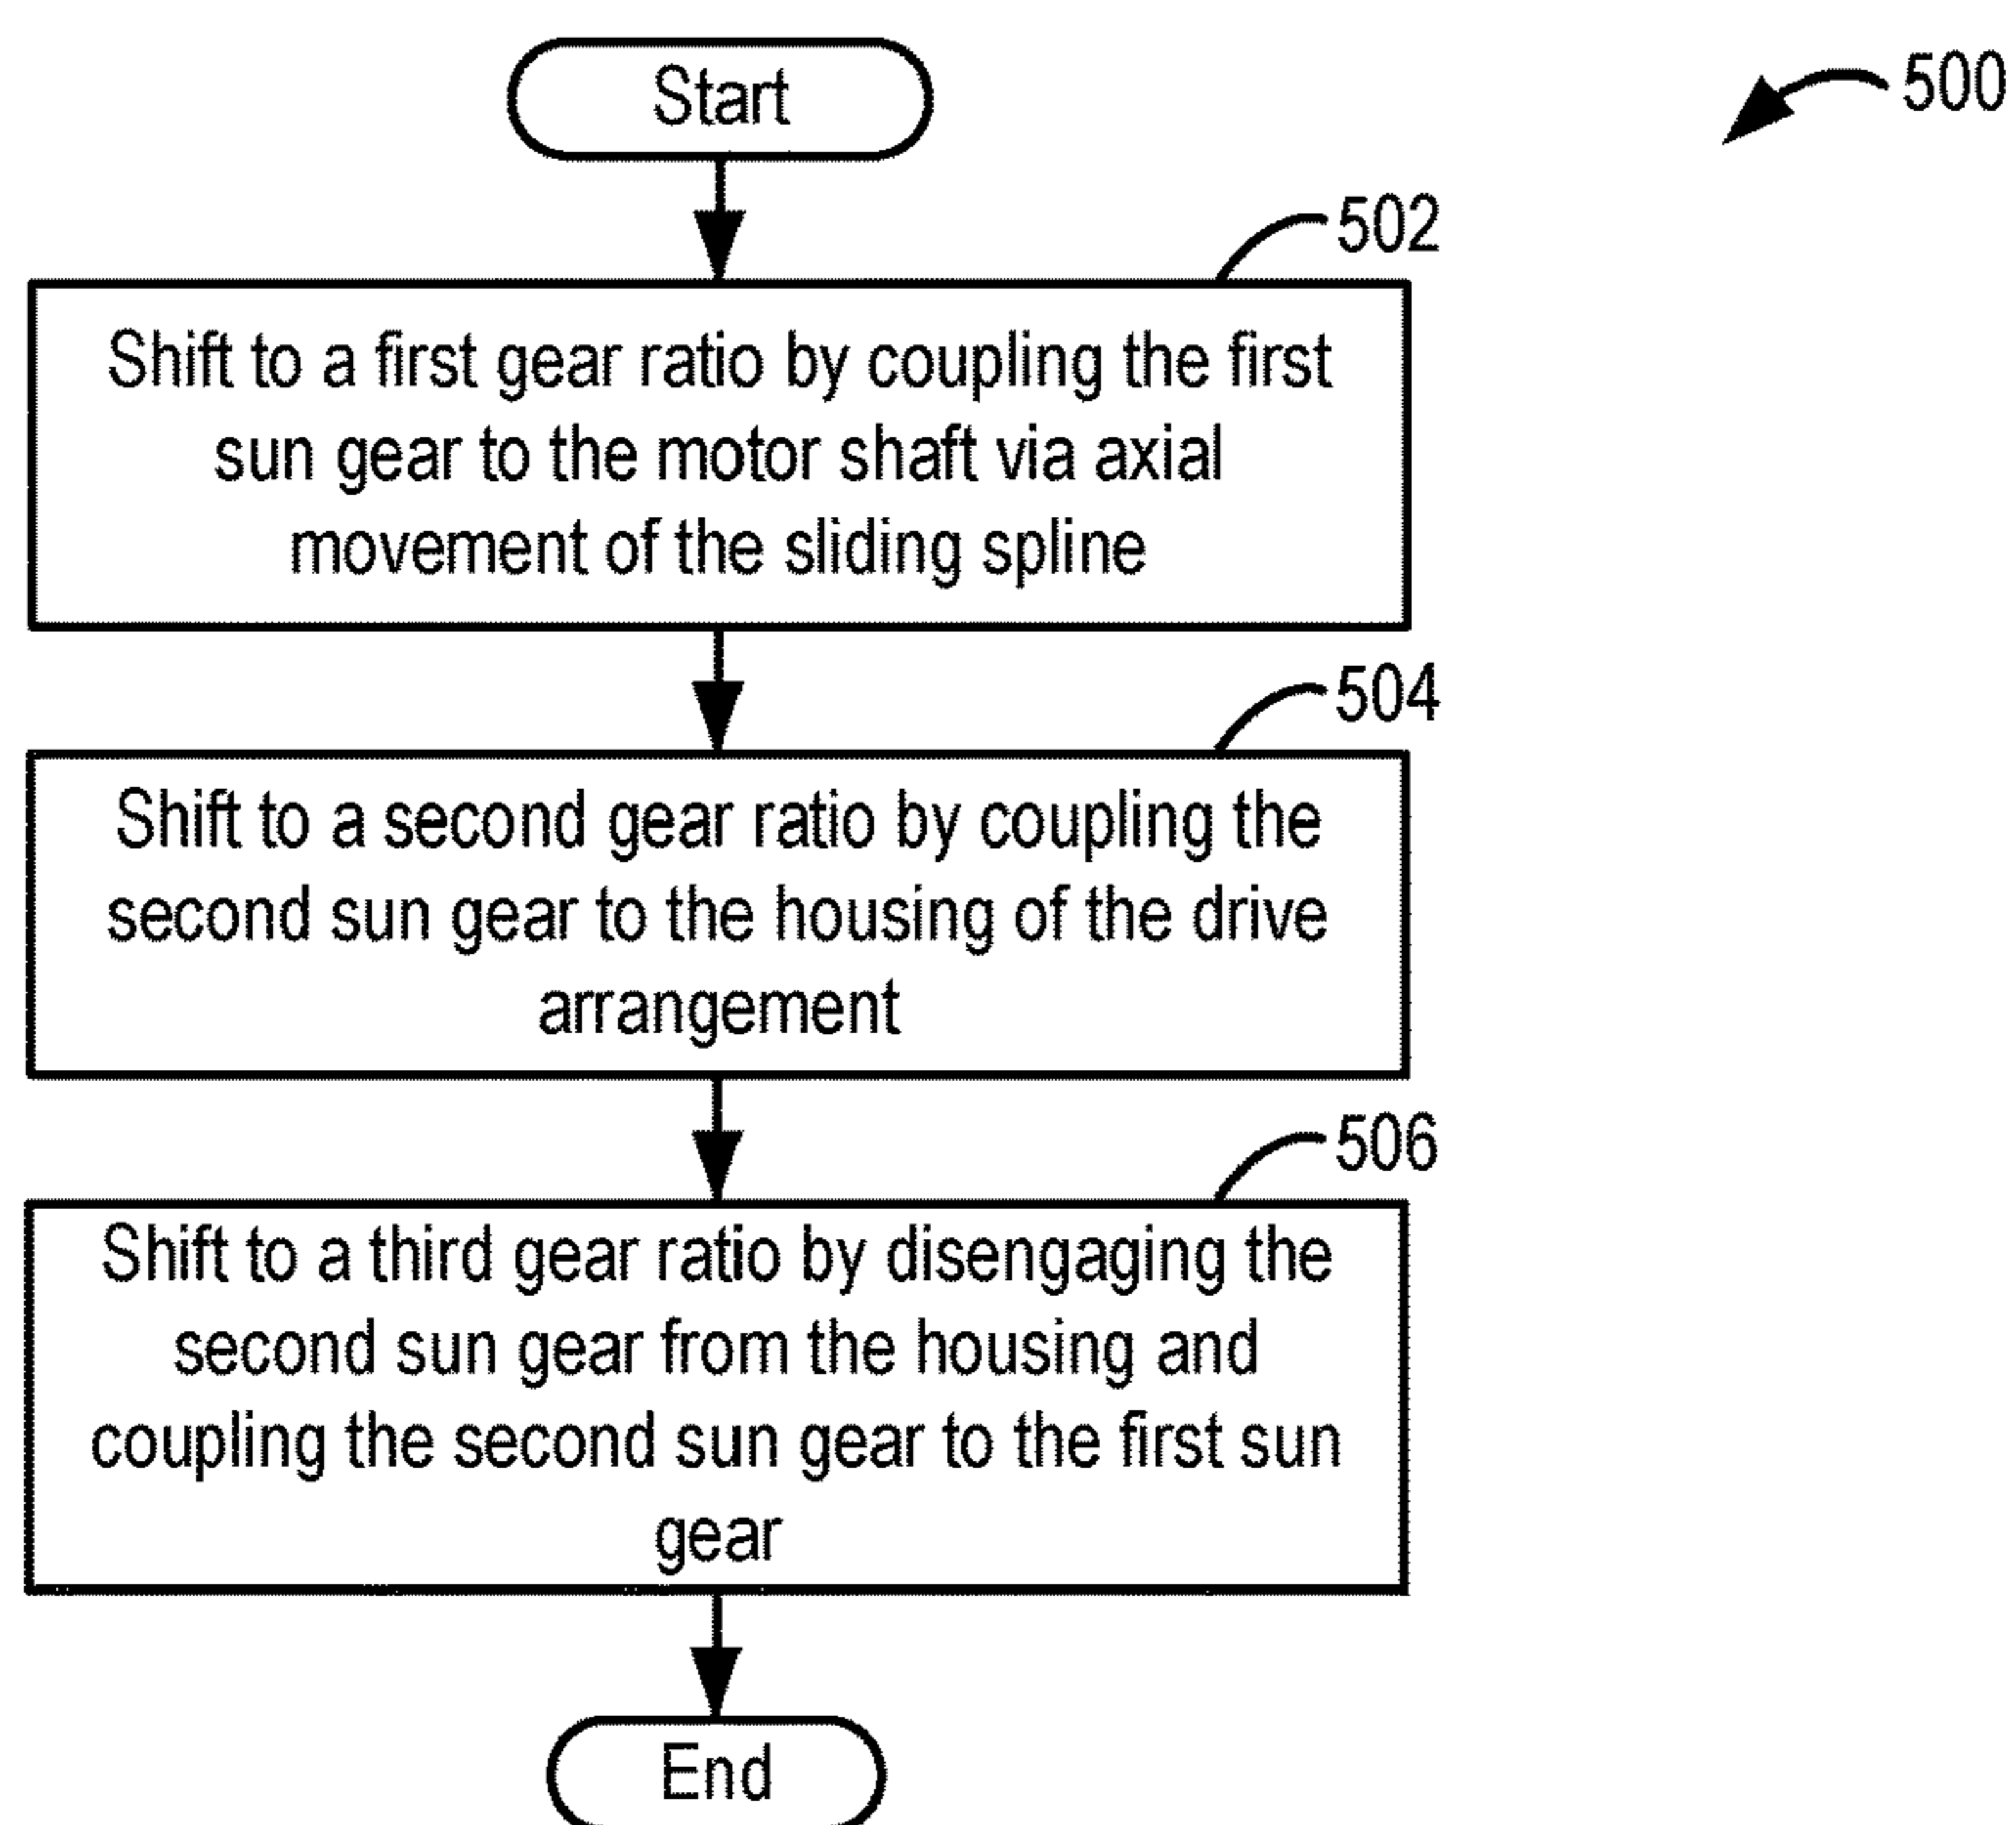 Start
500
502
Shift to a first gear ratio by coupling the first
sun gear to the motor shaft via axial
movement of the sliding spline
504
Shift to a second gear ratio by coupling the
second sun gear to the housing of the drive
arrangement
506
Shift to a third gear ratio by disengaging the
second sun gear from the housing and
coupling the second sun gear to the first sun
gear
End